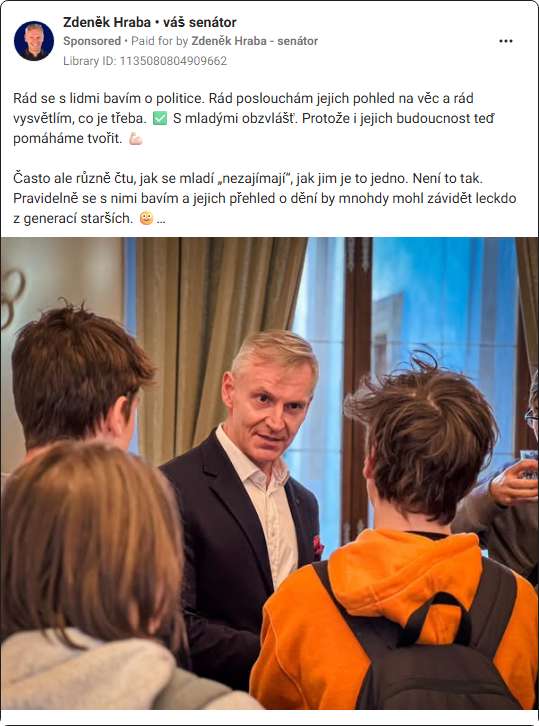 Zdeněk Hraba • váš senátor
Sponsored • Paid for by Zdeněk Hraba - senátor
Library ID: 1135080804909662
Rád se s lidmi bavím o politice. Rád poslouchám jejich pohled na věc a rád
vysvětlím, co je třeba. ✅ S mladými obzvlášť. Protože i jejich budoucnost teď
pomáháme tvořit. 💪🏻
Často ale různě čtu, jak se mladí „nezajímají“, jak jim je to jedno. Není to tak.
Pravidelně se s nimi bavím a jejich přehled o dění by mnohdy mohl závidět leckdo
z generací starších. 🙂 ...